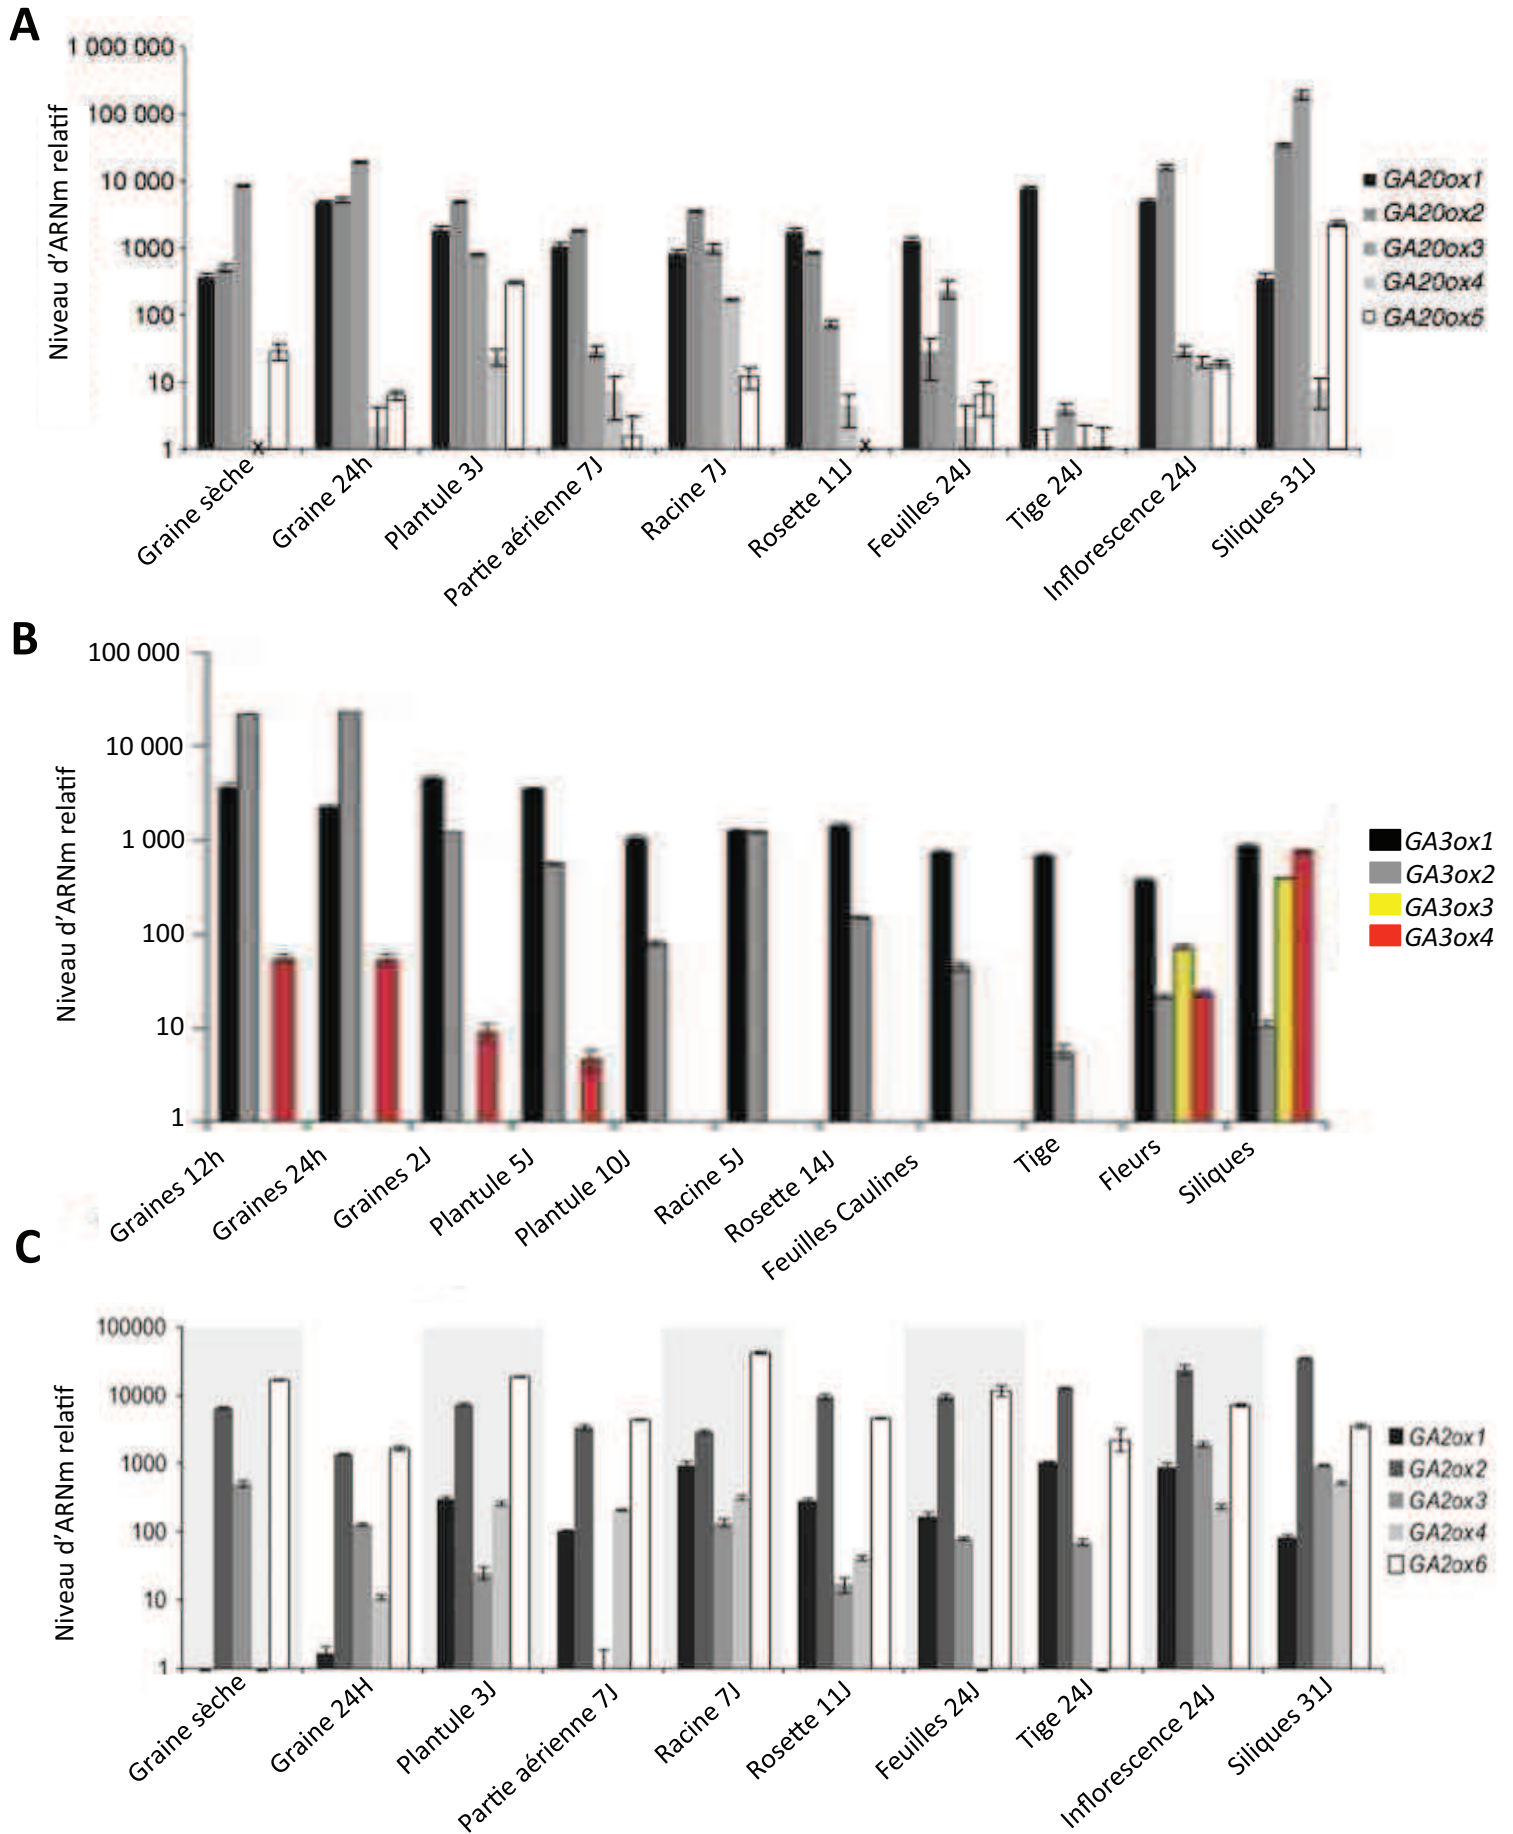 A
Niveau d'ARNm relatif
1 000 000
100 000
10 000
1000
100
10
1
GA20ox1
GA20ox2
GA20ox3
GA20ox4
GA20ox5
x
x
Graine sèche
Graine 24h
Plantule 3J
Partie aérienne 7J
Racine 7J
Rosette 11J
Feuilles 24J
Tige 24J
Inflorescence 24J
Siliques 31J
B
Niveau d'ARNm relatif
100 000
10 000
1 000
100
10
1
GA3ox1
GA3ox2
GA3ox3
GA3ox4
Graines 12h
Graines 24h
Graines 2J
Plantule 5J
Plantule 10J
Racine 5J
Rosette 14J
Feuilles Caulines
Tige
Fleurs
Siliques
C
Niveau d'ARNm relatif
100000
10000
1000
100
10
1
GA2ox1
GA2ox2
GA2ox3
GA2ox4
GA2ox6
Graine sèche
Graine 24H
Plantule 3J
Partie aérienne 7J
Racine 7J
Rosette 11J
Feuilles 24J
Tige 24J
Inflorescence 24J
Siliques 31J